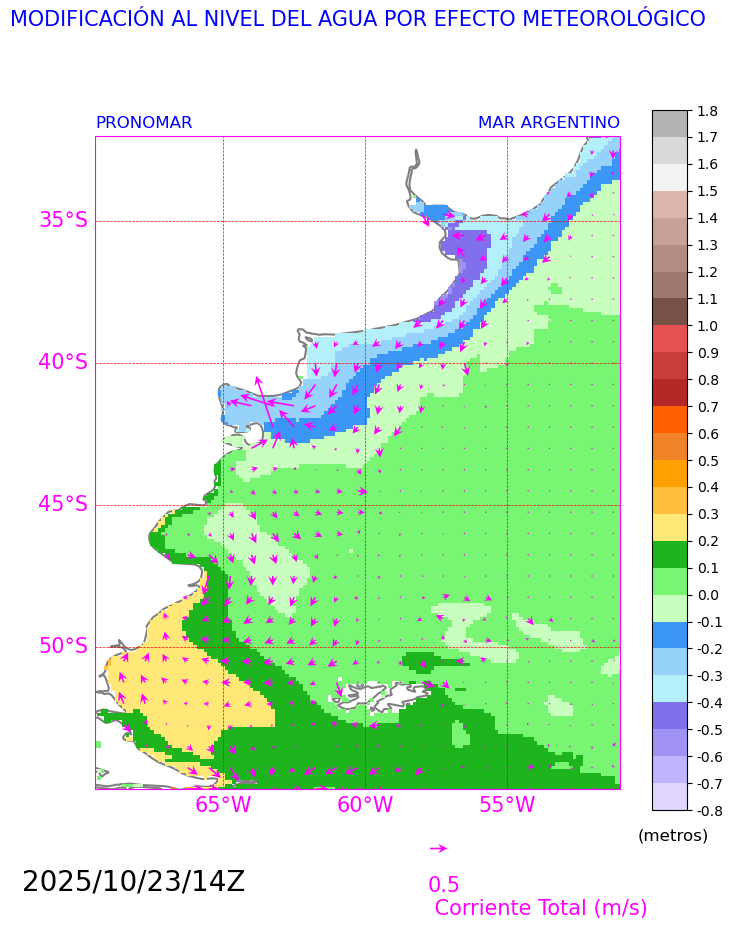 MODIFICACIÓN AL NIVEL DEL AGUA POR EFECTO METEOROLÓGICO
PRONOMAR
MAR ARGENTINO
35°S
40°S
45°S
50°S
65°W
60°W
55°W
1.8
1.7
1.6
1.5
1.4
1.3
1.2
1.1
1.0
0.9
0.8
0.7
0.6
0.5
0.4
0.3
0.2
0.1
0.0
-0.1
-0.2
-0.3
-0.4
-0.5
-0.6
-0.7
-0.8
(metros)
2025/10/23/14Z
0.5
Corriente Total (m/s)